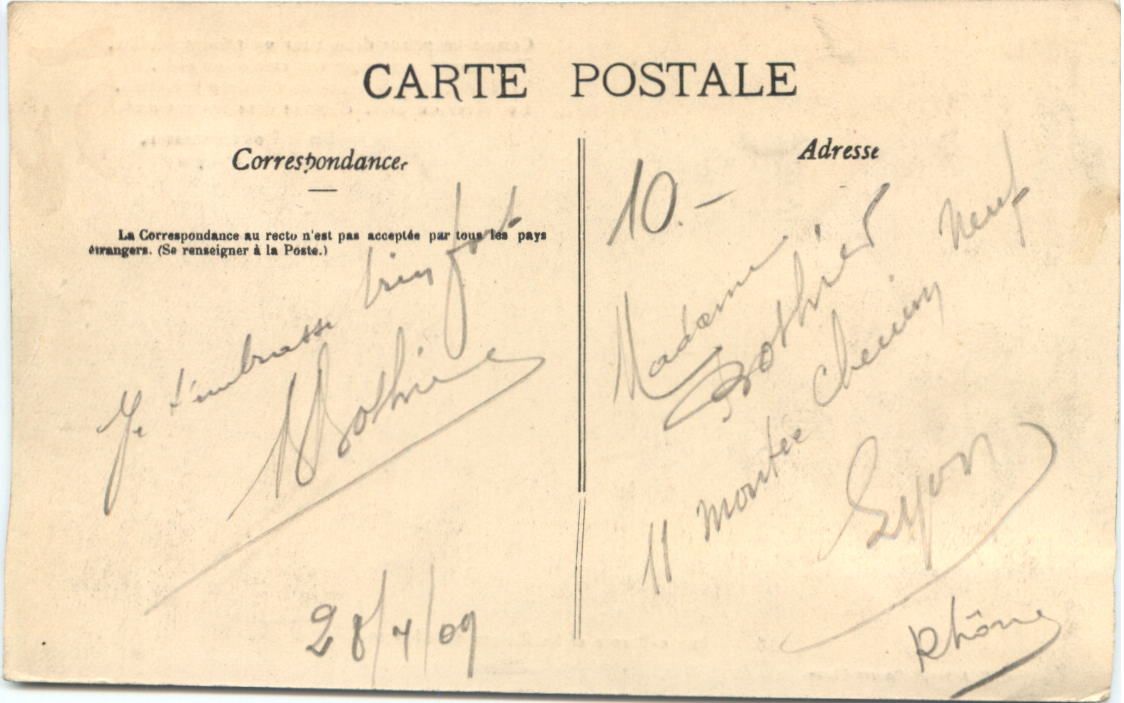 CARTE POSTALE
Correspondance
La Correspondance au recto n'est pas acceptée par tous les pays
étrangers. (Se renseigner à la Poste.)
Je t'embrasse bien fort
Bothier
28/4/09
Adresse
10.-
Madame
Bothier
11 Montée Chemin Neuf
Lyon
Rhône